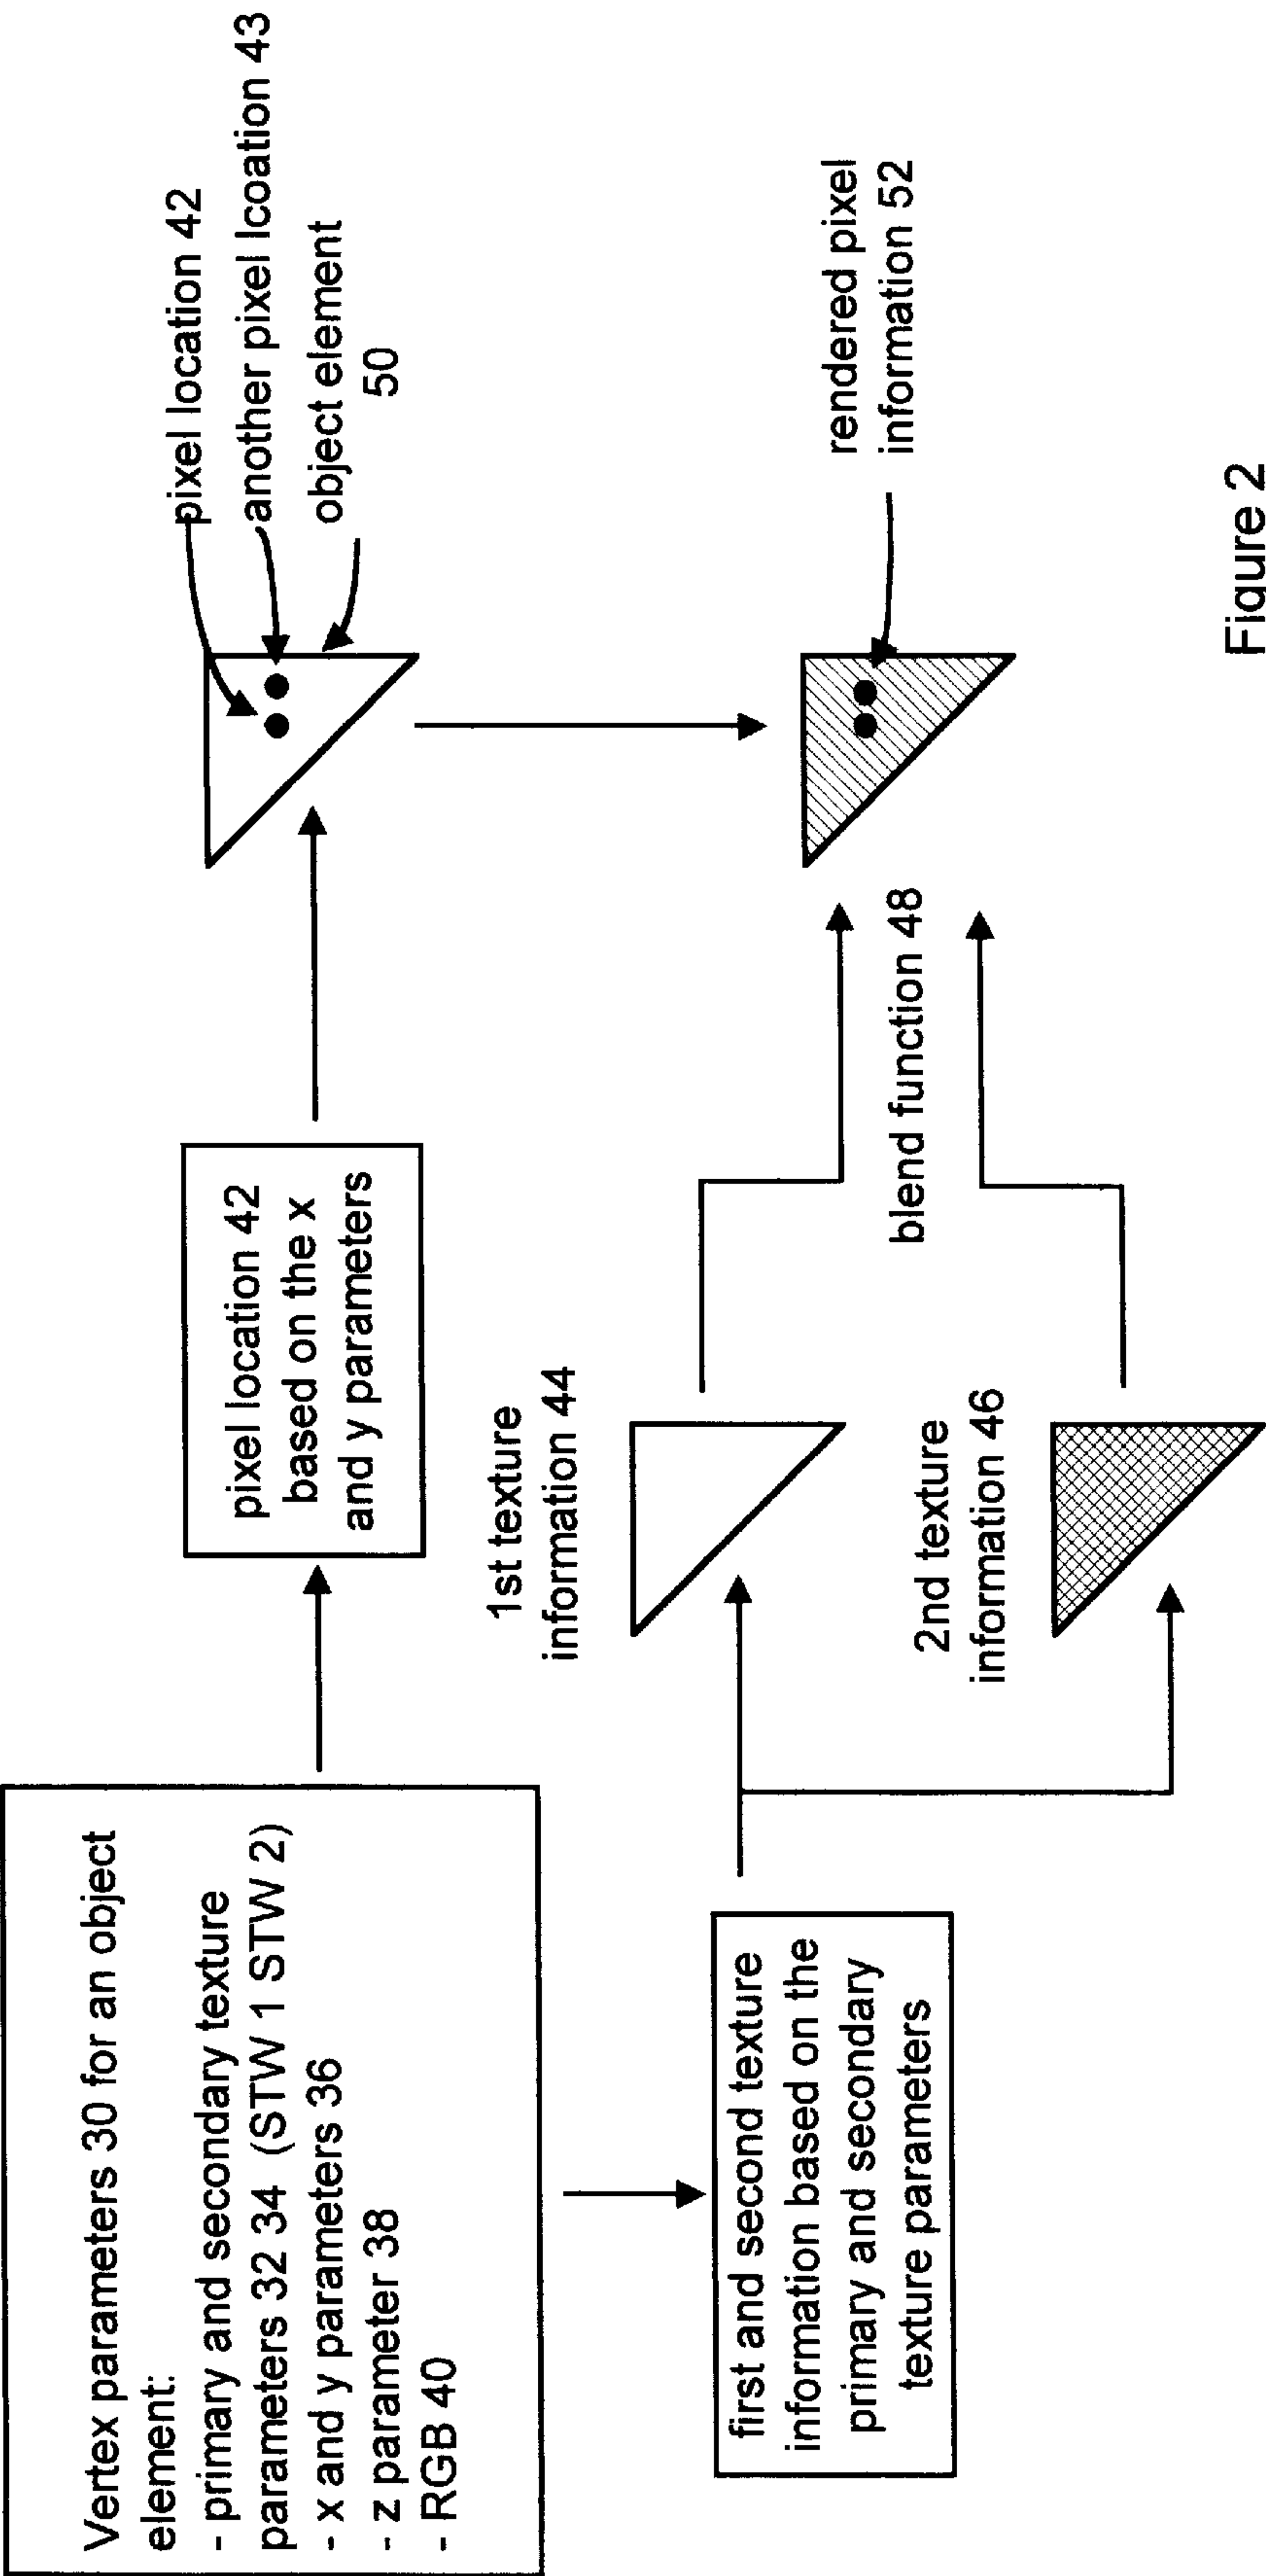 Vertex parameters 30 for an object
element:
- primary and secondary texture
parameters 32 34 (STW 1 STW 2)
- x and y parameters 36
- z parameter 38
- RGB 40
pixel location 42
based on the x
and y parameters
pixel location 42
another pixel lcoation 43
object element
50
first and second texture
information based on the
primary and secondary
texture parameters
1st texture
information 44
2nd texture
information 46
blend function 48
rendered pixel
information 52
Figure 2